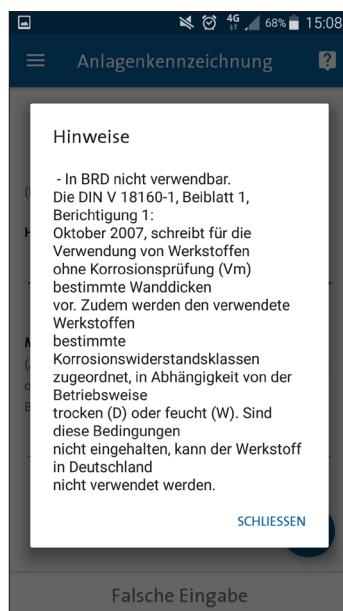 4G 68% 15:08
Anlagenkennzeichnung
Hinweise
- In BRD nicht verwendbar.
Die DIN V 18160-1, Beiblatt 1,
Berichtigung 1:
Oktober 2007, schreibt für die
Verwendung von Werkstoffen
ohne Korrosionsprüfung (Vm)
bestimmte Wanddicken
vor. Zudem werden den verwendete
Werkstoffen
bestimmte
Korrosionswiderstandsklassen
zugeordnet, in Abhängigkeit von der
Betriebsweise
trocken (D) oder feucht (W). Sind
diese Bedingungen
nicht eingehalten, kann der Werkstoff
in Deutschland
nicht verwendet werden.
SCHLIESSEN
Falsche Eingabe